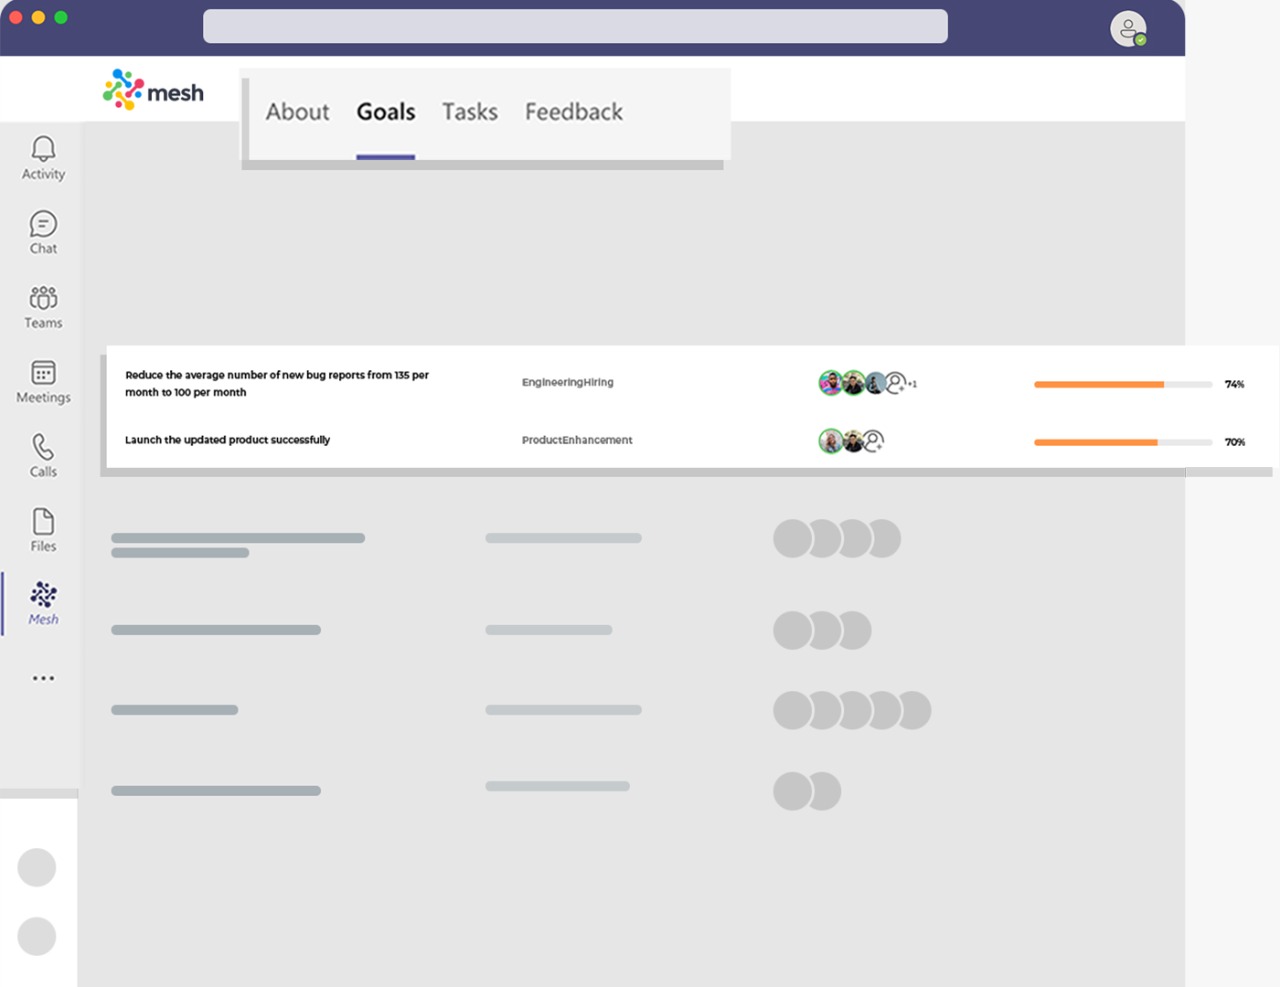 mesh
About Goals Tasks Feedback
Activity
Chat
Teams
Meetings
Calls
Files
Mesh
Reduce the average number of new bug reports from 135 per
month to 100 per month
EngineeringHiring
+1
74%
Launch the updated product successfully
ProductEnhancement
70%